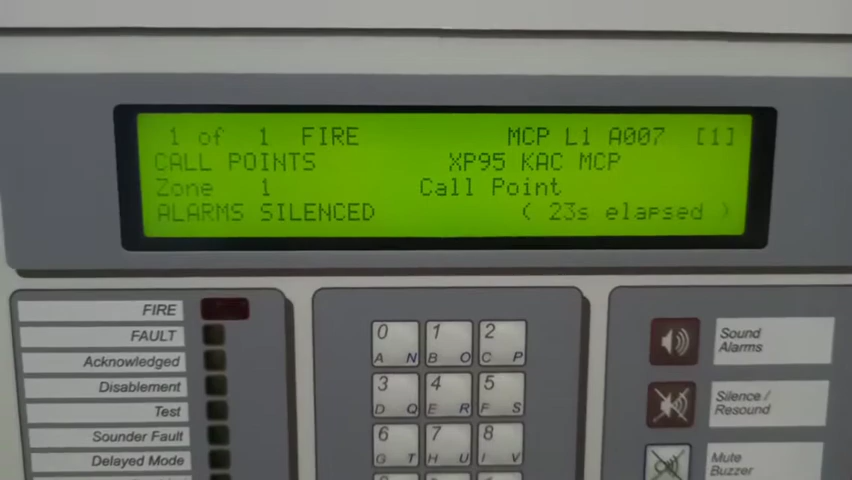 1 of 1 FIRE MCP L1 A007 [1]
CALL POINTS XP95 KAC MCP
Zone 1 Call Point
ALARMS SILENCED ( 23s elapsed )
FIRE
FAULT
Acknowledged
Disablement
Test
Sounder Fault
Delayed Mode
0 A N
1 B O
2 C P
3 D Q
4 E R
5 F S
6 G T
7 H U
8 I V
Sound
Alarms
Silence /
Resound
Mute
Buzzer